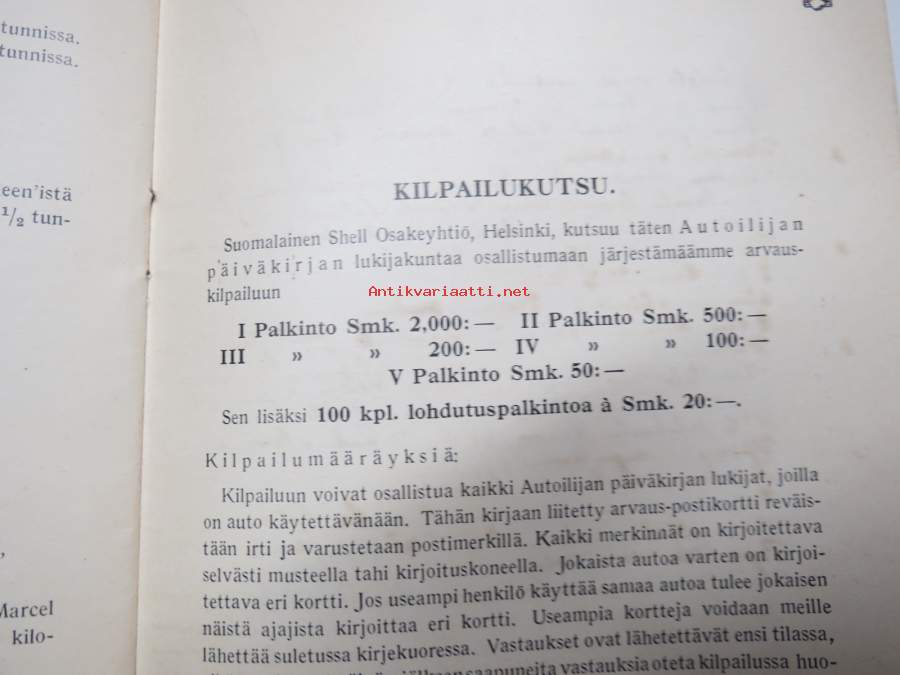 tunnissa.
tunnissa.
een'istä
1/2 tun-
Marcel
kilo-
KILPAILUKUTSU.
Suomalainen Shell Osakeyhtiö, Helsinki, kutsuu täten Autoilijan
päiväkirjan lukijakuntaa osallistumaan järjestämäämme arvaus-
kilpailuun
Antikvariaatti.net
I Palkinto Smk. 2,000:— II Palkinto Smk. 500:—
III » » 200:— IV » » 100:—
V Palkinto Smk. 50:—
Sen lisäksi 100 kpl. lohdutuspalkintoa à Smk. 20:—.
Kilpailumääräyksiä:
Kilpailuun voivat osallistua kaikki Autoilijan päiväkirjan lukijat, joilla
on auto käytettävänään. Tähän kirjaan liitetty arvaus-postikortti reväis-
tään irti ja varustetaan postimerkillä. Kaikki merkinnät on kirjoitettava
selvästi musteella tahi kirjoituskoneella. Jokaista autoa varten on kirjoi-
tettava eri kortti. Jos useampi henkilö käyttää samaa autoa tulee jokaisen
näistä ajajista kirjoittaa eri kortti. Useampia kortteja voidaan meille
lähettää suletussa kirjekuoressa. Vastaukset ovat lähetettävät ensi tilassa,
vastauksia oteta kilpailussa huo-